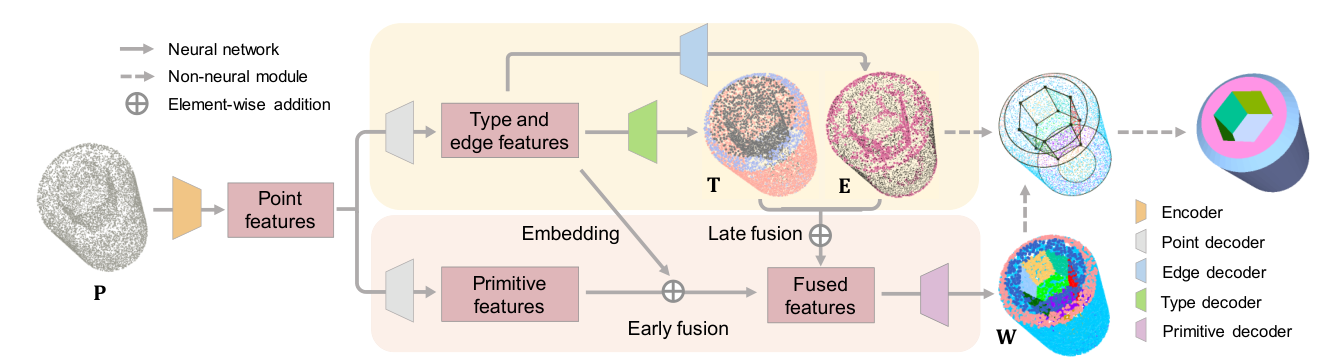 Neural network
Non-neural module
Element-wise addition
P
Point
features
Type and
edge features
T
E
Embedding
Late fusion
Primitive
features
Early fusion
Fused
features
W
Encoder
Point decoder
Edge decoder
Type decoder
Primitive decoder